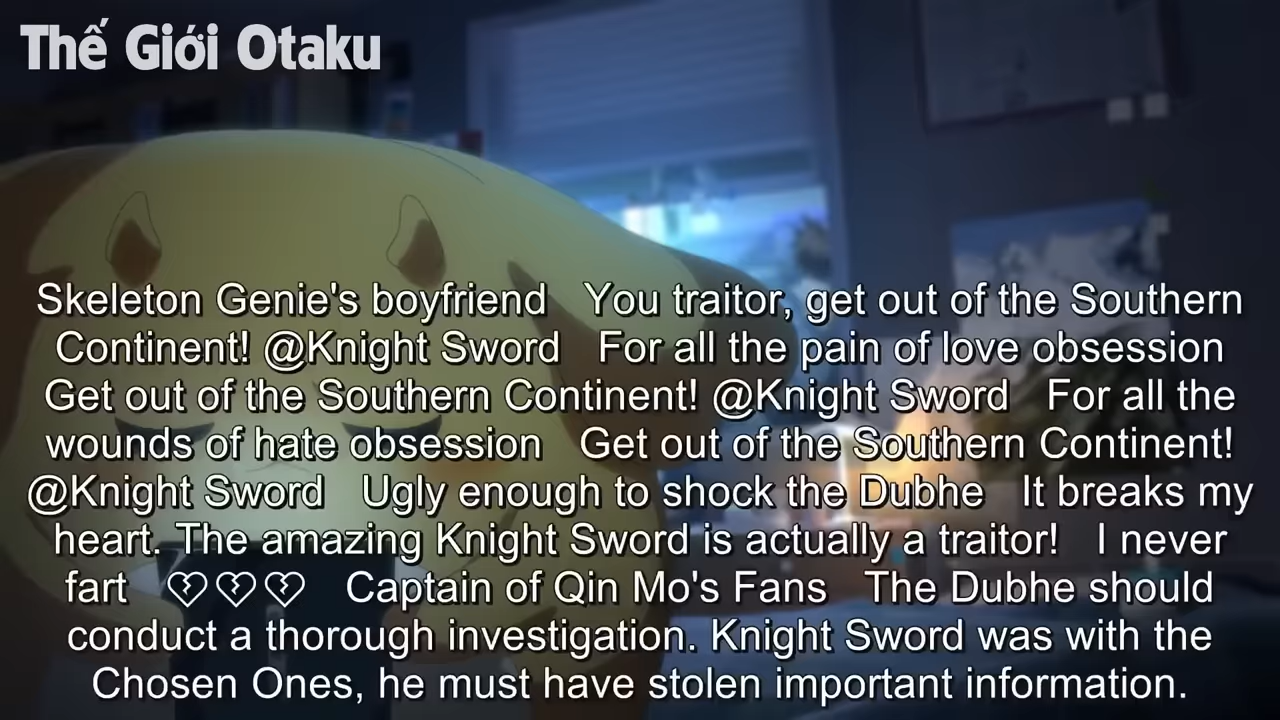 Thế Giới Otaku
Skeleton Genie's boyfriend   You traitor, get out of the Southern
Continent! @Knight Sword   For all the pain of love obsession
Get out of the Southern Continent! @Knight Sword   For all the
wounds of hate obsession   Get out of the Southern Continent!
@Knight Sword   Ugly enough to shock the Dubhe   It breaks my
heart. The amazing Knight Sword is actually a traitor!   I never
fart   💔💔💔   Captain of Qin Mo's Fans   The Dubhe should
conduct a thorough investigation. Knight Sword was with the
Chosen Ones, he must have stolen important information.